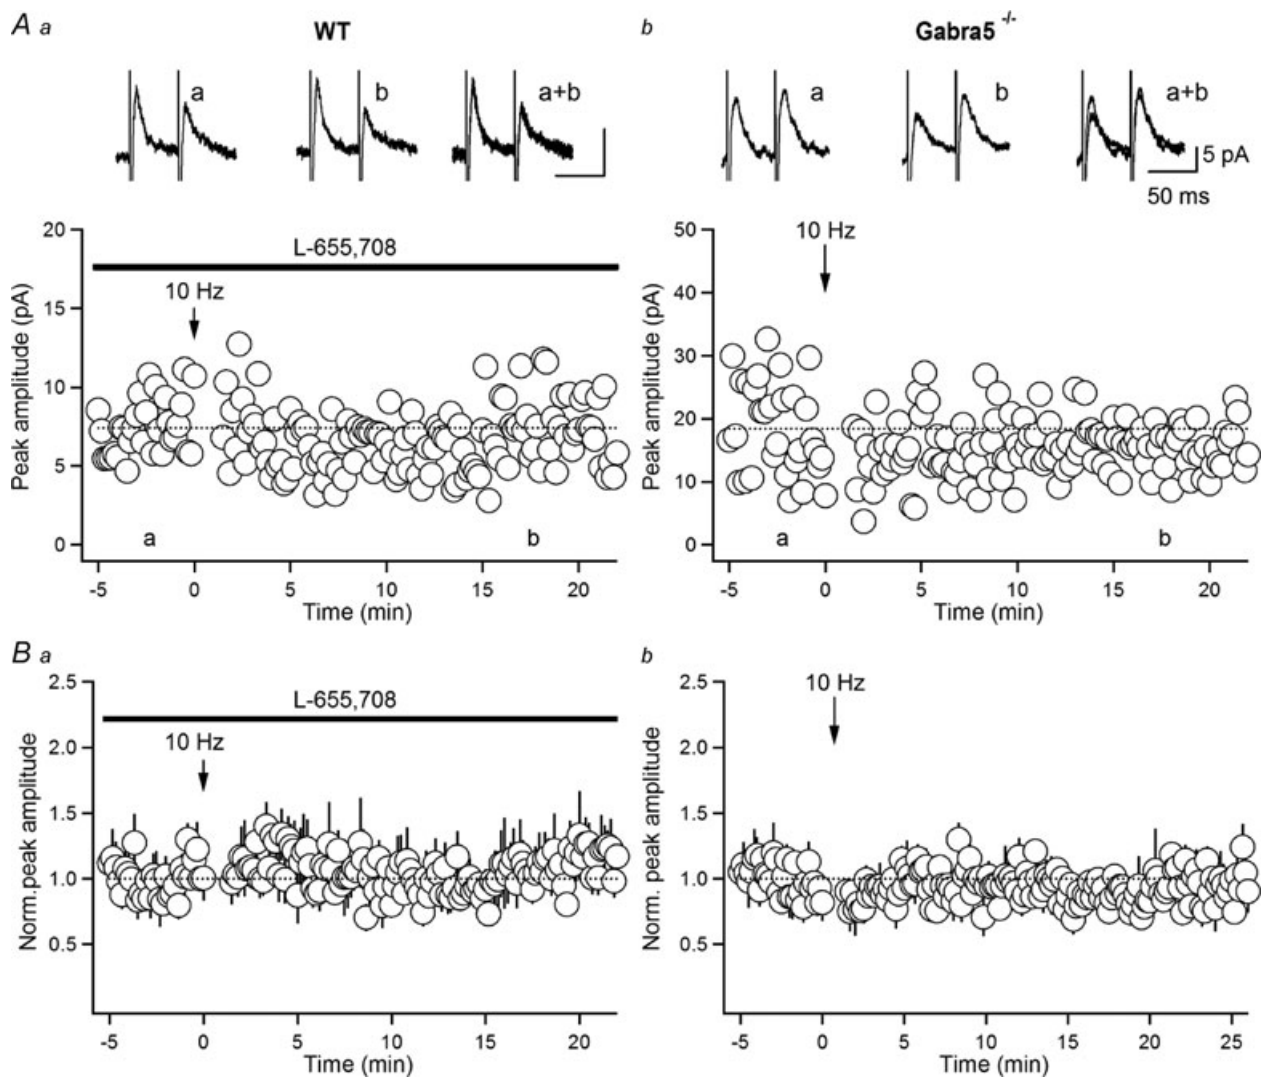 A a WT b Gabra5 -/-
a b a+b a b a+b
5 pA
50 ms
20 15 10 5 0
Peak amplitude (pA)
L-655,708
10 Hz
a b
-5 0 5 10 15 20
Time (min)
50 40 30 20 10 0
Peak amplitude (pA)
10 Hz
a b
-5 0 5 10 15 20
Time (min)
B a b
2.5 2.0 1.5 1.0 0.5
Norm.peak amplitude
L-655,708
10 Hz
-5 0 5 10 15 20
Time (min)
2.5 2.0 1.5 1.0 0.5
Norm. peak amplitude
10 Hz
-5 0 5 10 15 20 25
Time (min)